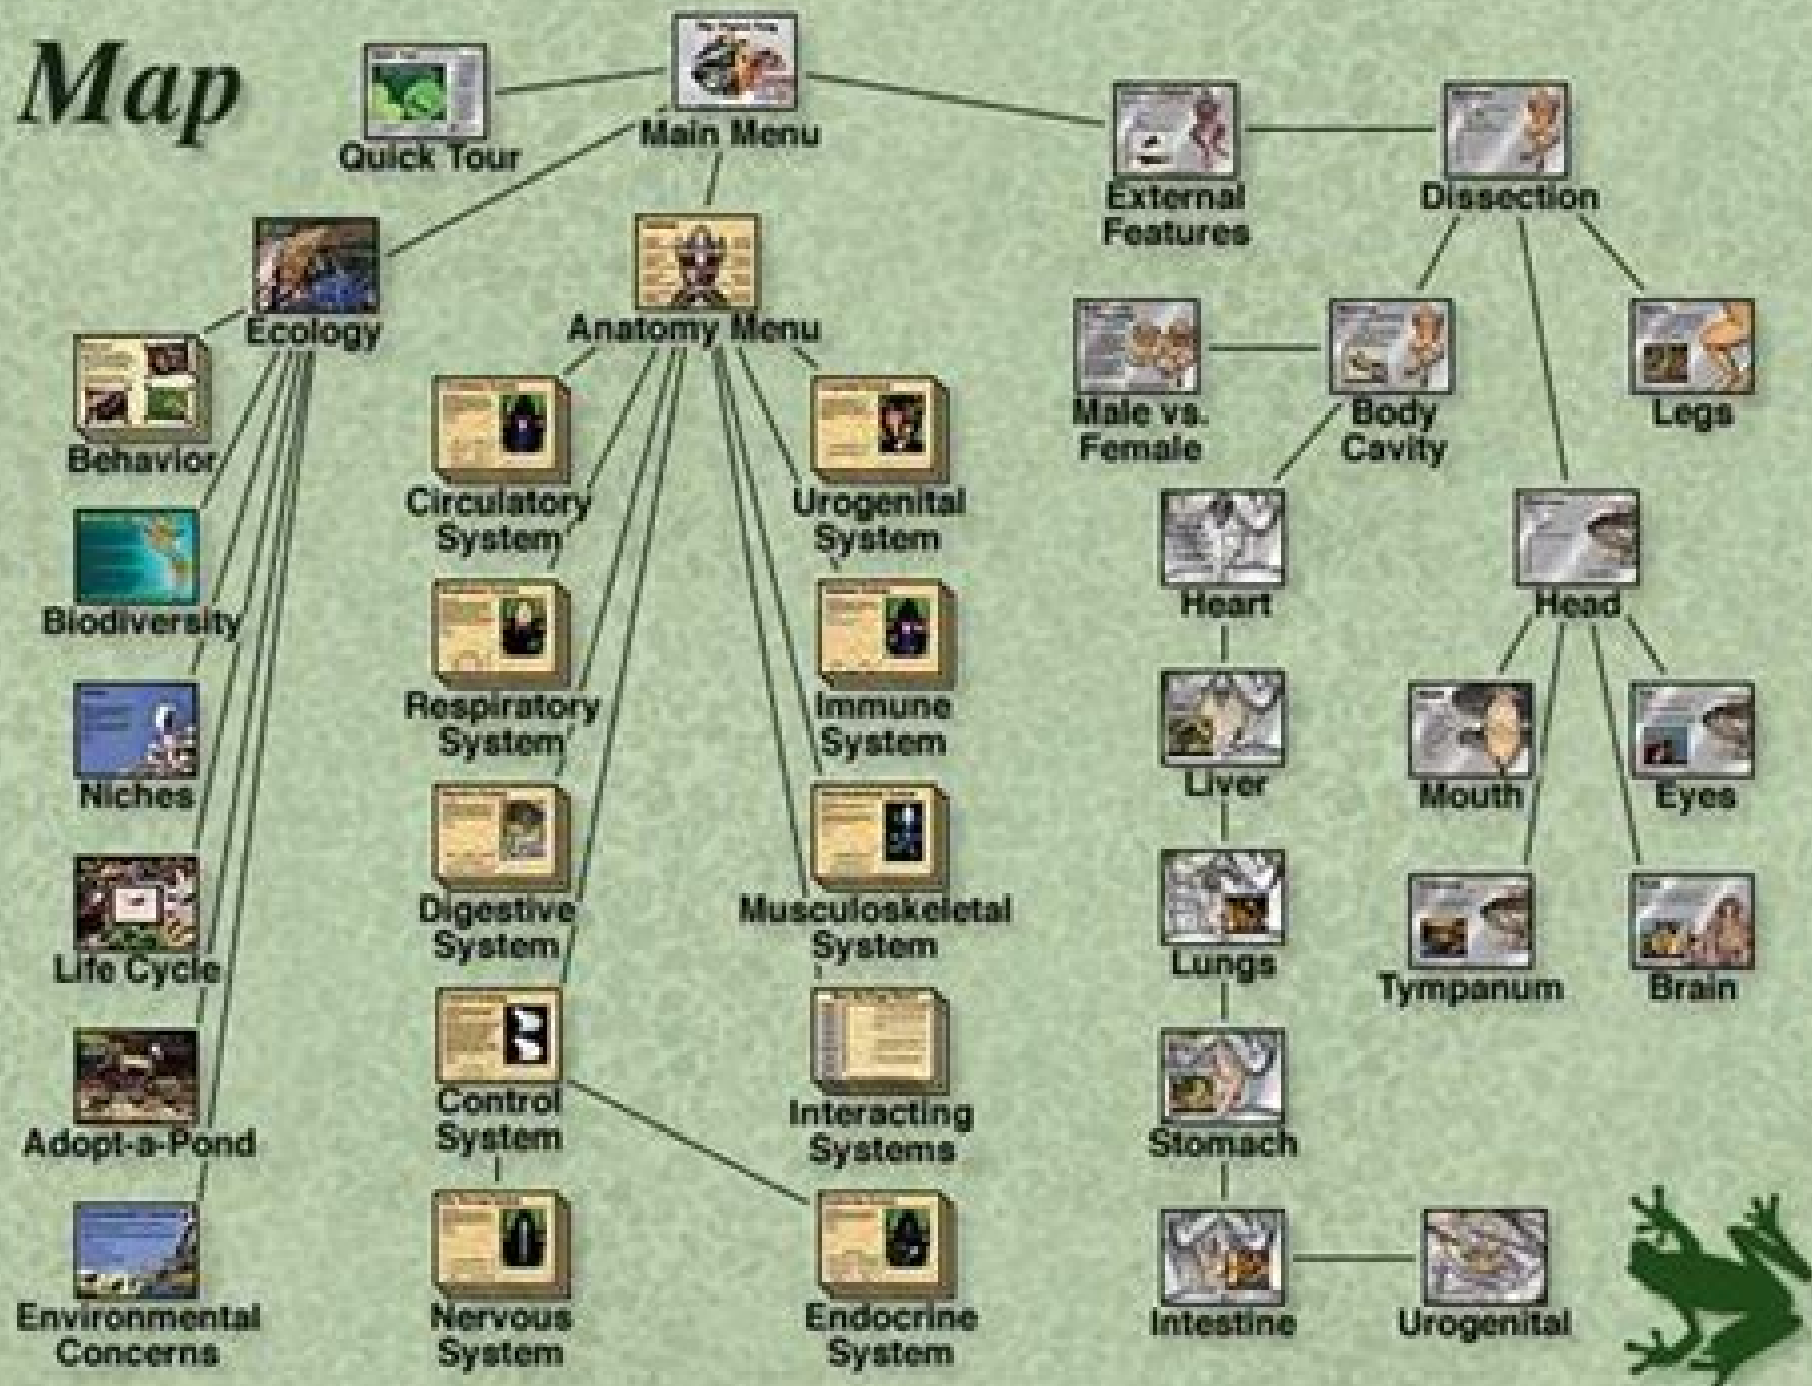 Map
Quick Tour
Main Menu
External
Features
Dissection
Ecology
Anatomy Menu
Male vs.
Female
Body
Cavity
Legs
Behavior
Circulatory
System
Urogenital
System
Heart
Head
Biodiversity
Respiratory
System
Immune
System
Liver
Mouth
Eyes
Niches
Digestive
System
Musculoskeletal
System
Lungs
Tympanum
Brain
Life Cycle
Control
System
Interacting
Systems
Stomach
Adopt-a-Pond
Environmental
Concerns
Nervous
System
Endocrine
System
Intestine
Urogenital